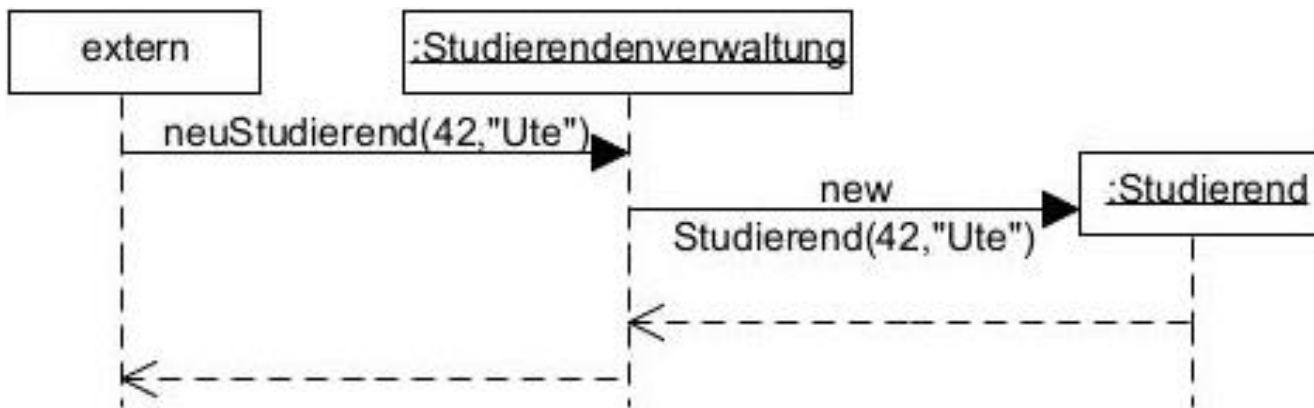 extern
:Studierendenverwaltung
neuStudierend(42,"Ute")
new
Studierend(42,"Ute")
:Studierend